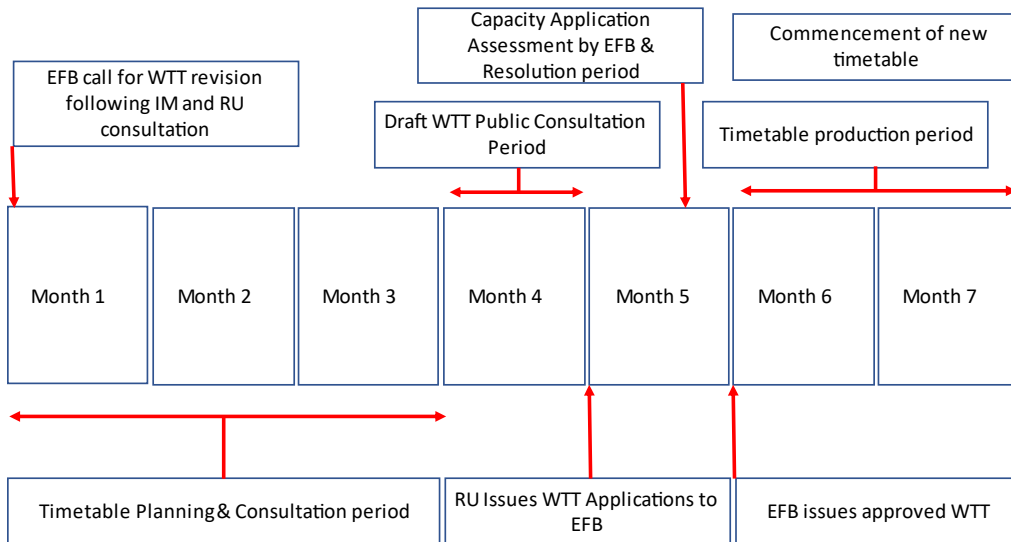 Capacity Application
Assessment by EFB &
Resolution period
Commencement of new
timetable
EFB call for WTT revision
following IM and RU
consultation
Draft WTT Public Consultation
Period
Timetable production period
Month 1
Month 2
Month 3
Month 4
Month 5
Month 6
Month 7
Timetable Planning & Consultation period
RU Issues WTT Applications to
EFB
EFB issues approved WTT